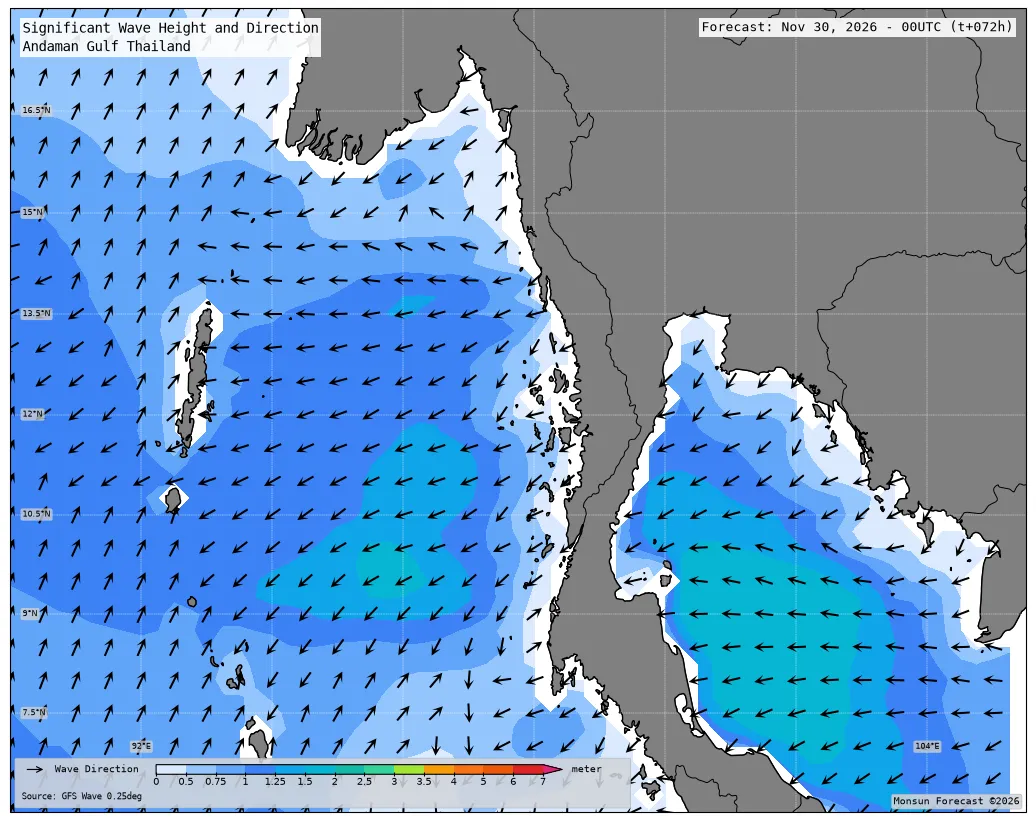 Significant Wave Height and Direction
Andaman Gulf Thailand
Forecast: Nov 30, 2026 - 00UTC (t+072h)
16.5°N
15°N
13.5°N
12°N
10.5°N
9°N
7.5°N
92°E
104°E
Wave Direction
meter
0.5 0.75 1 1.25 1.5 2 2.5 3 3.5 4 5 6 7
Source: GFS Wave 0.25deg
Monsun Forecast ©2026